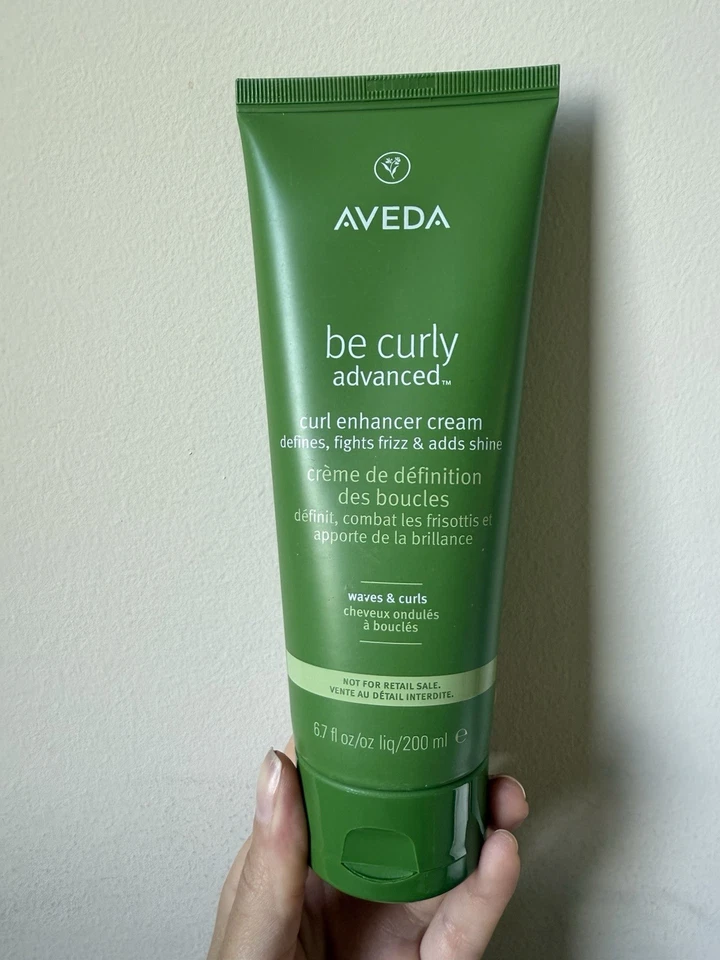 AVEDA
be curly
advanced™
curl enhancer cream
defines, fights frizz & adds shine
crème de définition
des boucles
définit, combat les frisottis et
apporte de la brillance
waves & curls
cheveux ondulés
à bouclés
NOT FOR RETAIL SALE.
VENTE AU DÉTAIL INTERDITE.
6.7 fl oz/oz liq/200 ml ℮